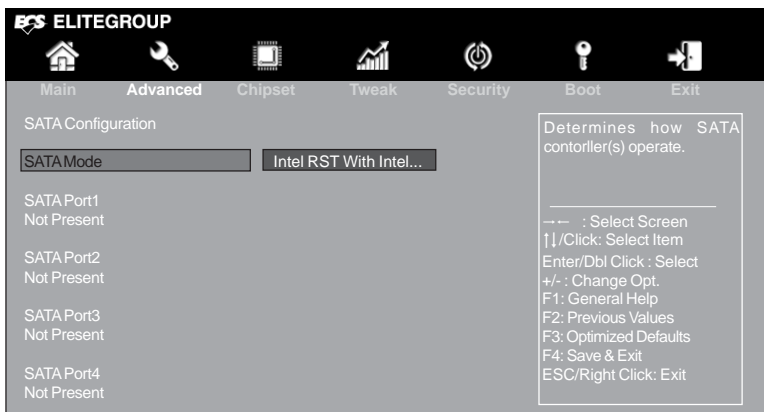 ECS ELITEGROUP
Main Advanced Chipset Tweak Security Boot Exit
SATA Configuration
SATA Mode Intel RST With Intel...
SATA Port1
Not Present
SATA Port2
Not Present
SATA Port3
Not Present
SATA Port4
Not Present
Determines how SATA
contorller(s) operate.
→← : Select Screen
↑↓/Click: Select Item
Enter/Dbl Click : Select
+/- : Change Opt.
F1: General Help
F2: Previous Values
F3: Optimized Defaults
F4: Save & Exit
ESC/Right Click: Exit